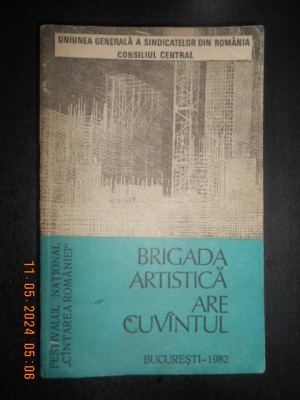 UNIUNEA GENERALĂ A SINDICATELOR DIN ROMÂNIA
CONSILIUL CENTRAL
FESTIVALUL NAȚIONAL
„CÎNTAREA ROMÂNIEI”
BRIGADA
ARTISTICĂ
ARE
CUVÎNTUL
BUCUREȘTI-1982
11.05.2024 05:06